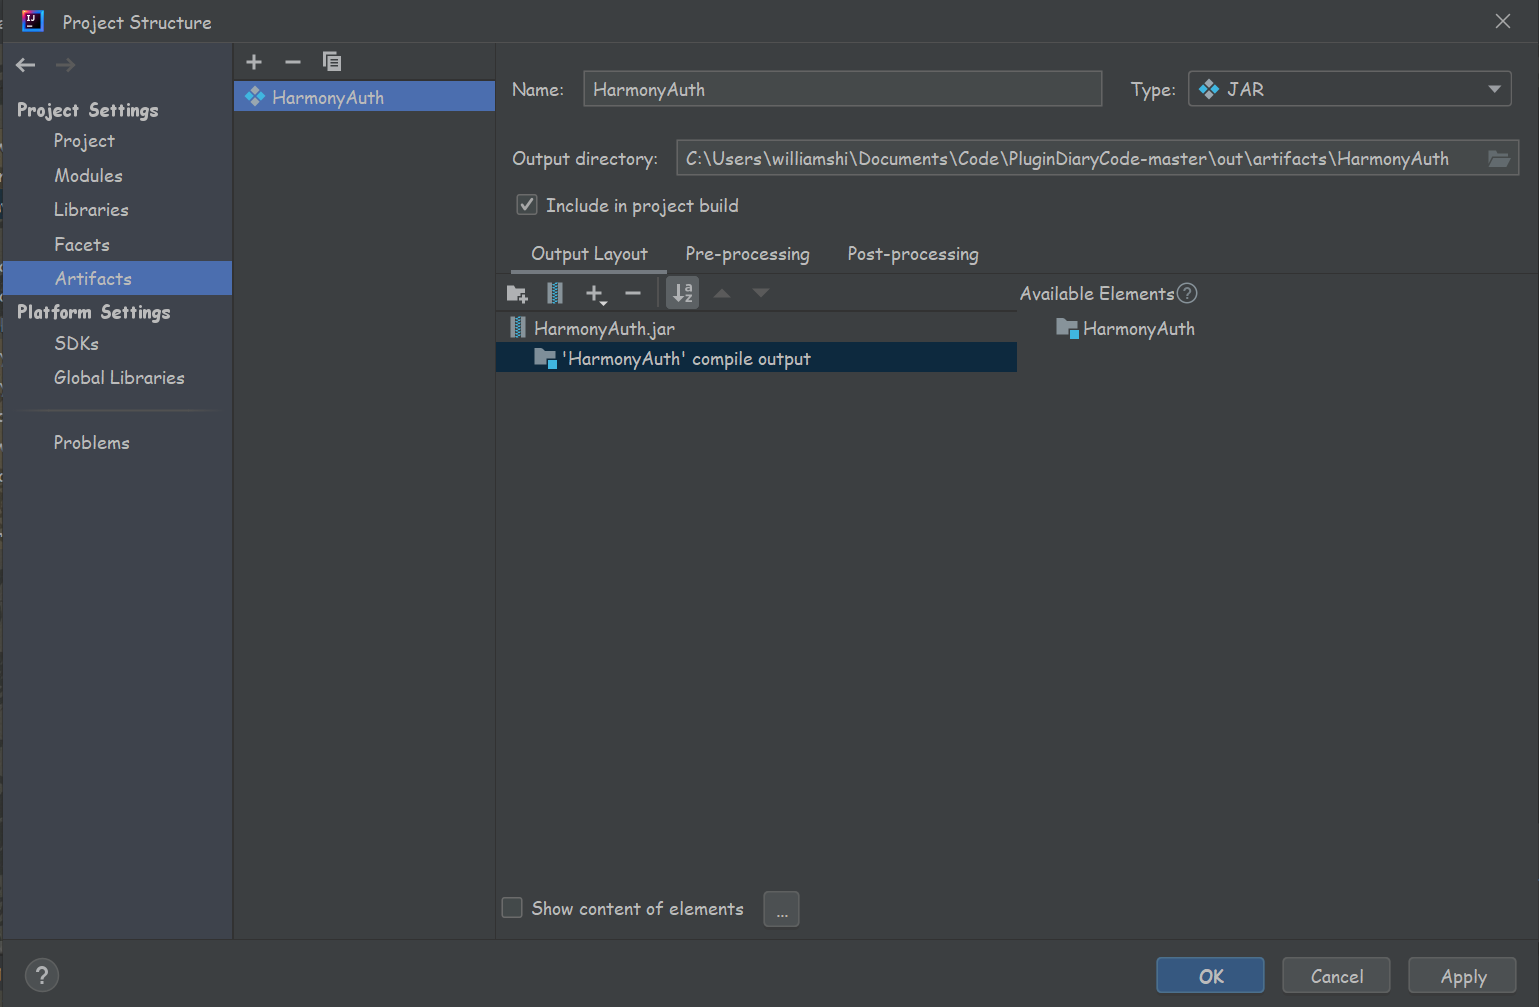 Project Structure
Project Settings
Project
Modules
Libraries
Facets
Artifacts
Platform Settings
SDKs
Global Libraries
Problems
HarmonyAuth
Name: HarmonyAuth Type: JAR
Output directory: C:\Users\williamshi\Documents\Code\PluginDiaryCode-master\out\artifacts\HarmonyAuth
Include in project build
Output Layout Pre-processing Post-processing
Available Elements ?
HarmonyAuth.jar
'HarmonyAuth' compile output
HarmonyAuth
Show content of elements ...
? OK Cancel Apply